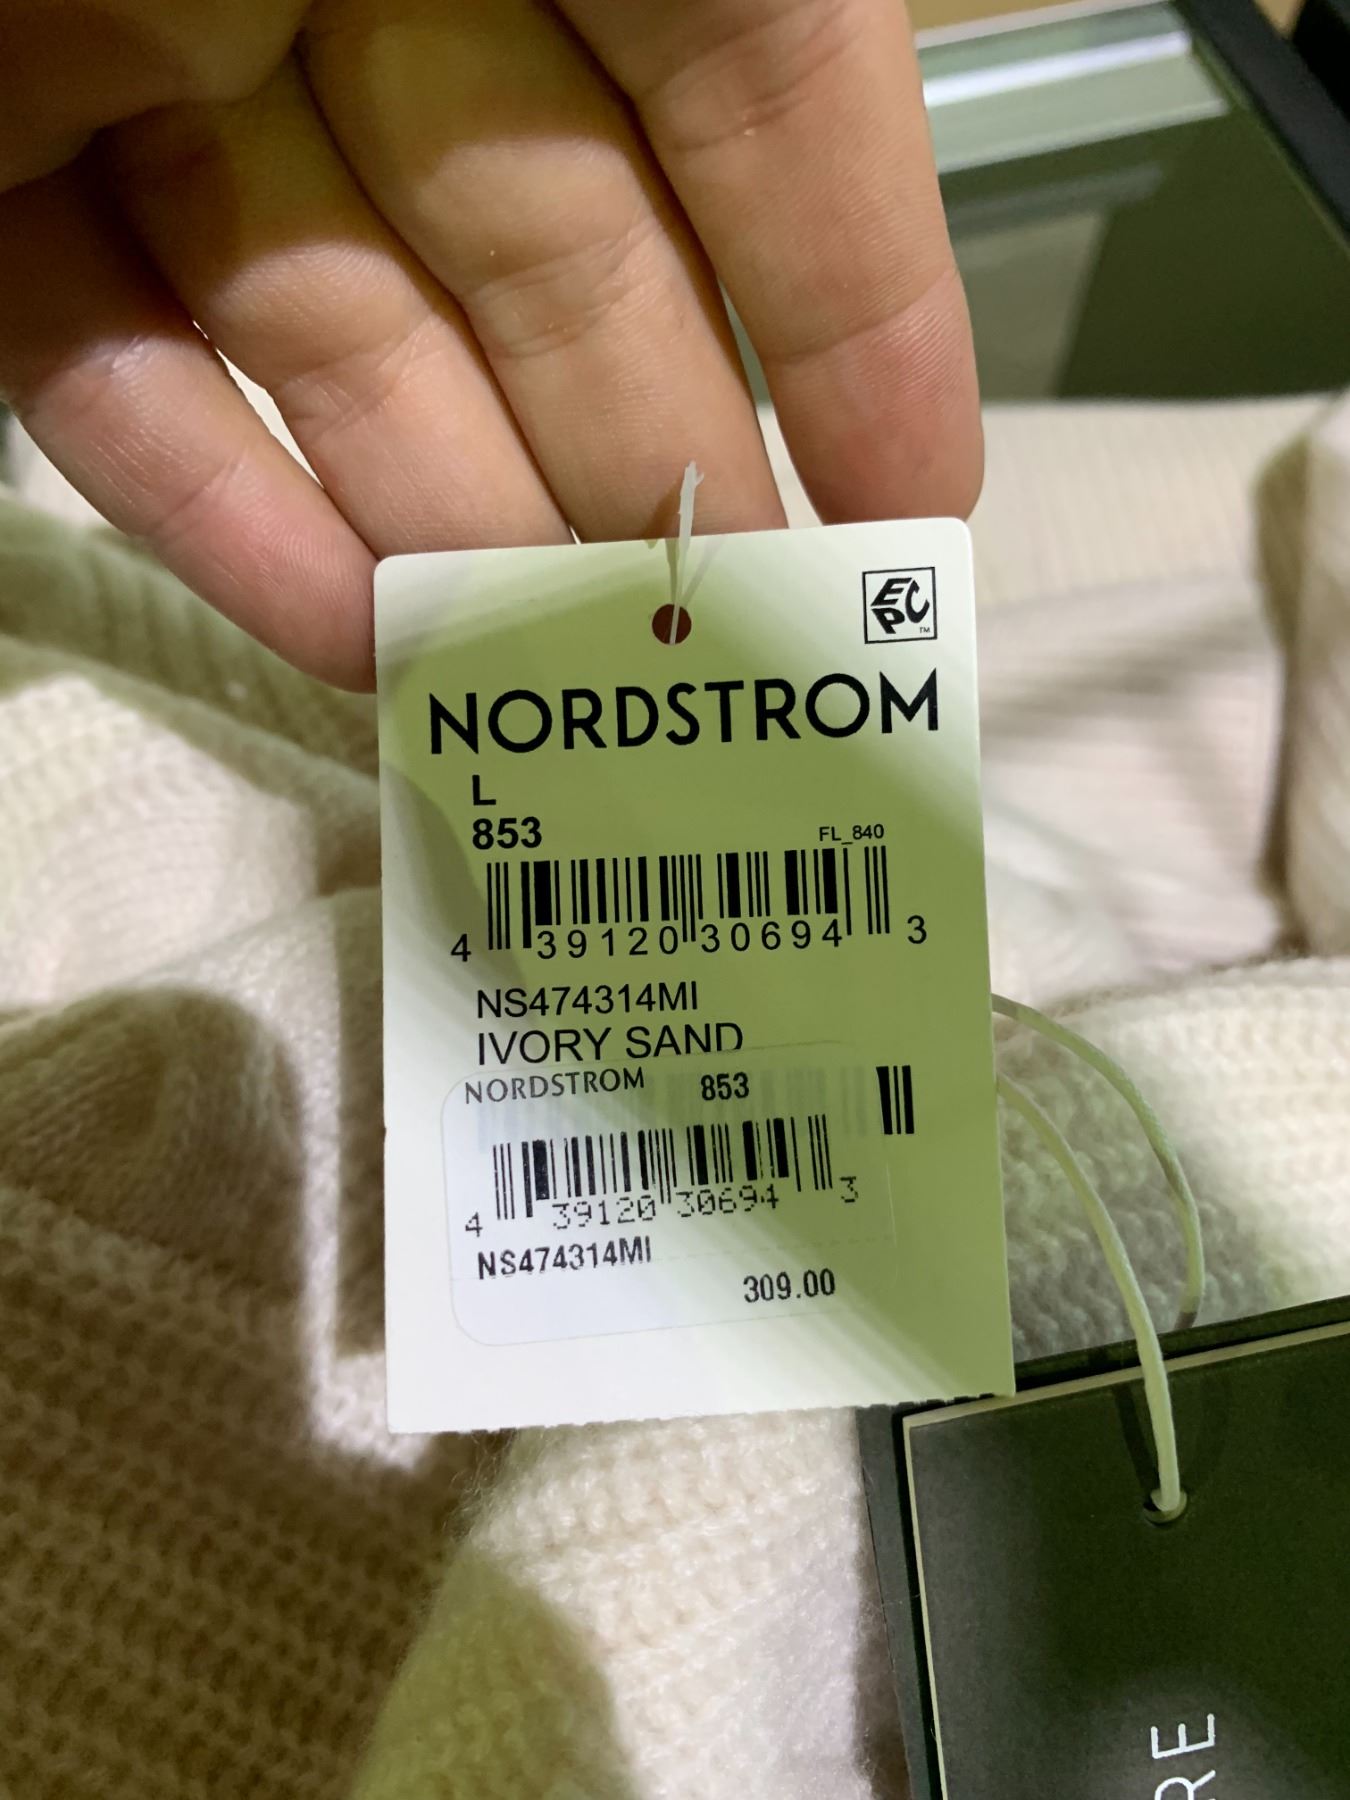 EPC
TM
NORDSTROM
L
853
FL_840
4 39120 30694 3
NS474314MI
IVORY SAND
NORDSTROM 853
4 39120 30694 3
NS474314MI
309.00
RE